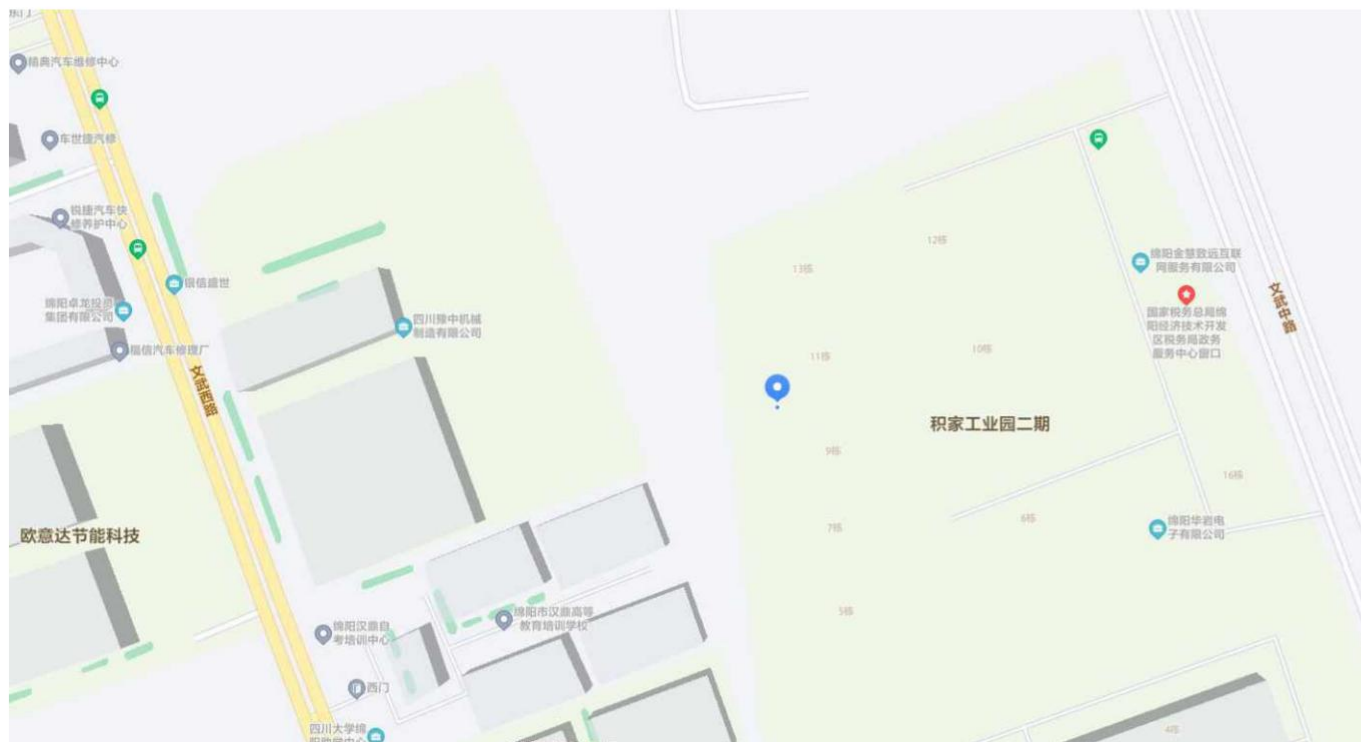 精典汽车维修中心
车世捷汽修
锐捷汽车快
修养护中心
银信盛世
绵阳卓龙投资
集团有限公司
福信汽车修理厂
文武西路
四川豫中机械
制造有限公司
欧意达节能科技
绵阳汉鼎自
考培训中心
绵阳市汉鼎高等
教育培训学校
西门
四川大学绵
12栋
13栋
11栋
10栋
9栋
7栋
5栋
6栋
16栋
4栋
积家工业园二期
绵阳金慧致远互联
网服务有限公司
国家税务总局绵
阳经济技术开发
区税务局政务
服务中心窗口
文武中路
绵阳华岩电
子有限公司